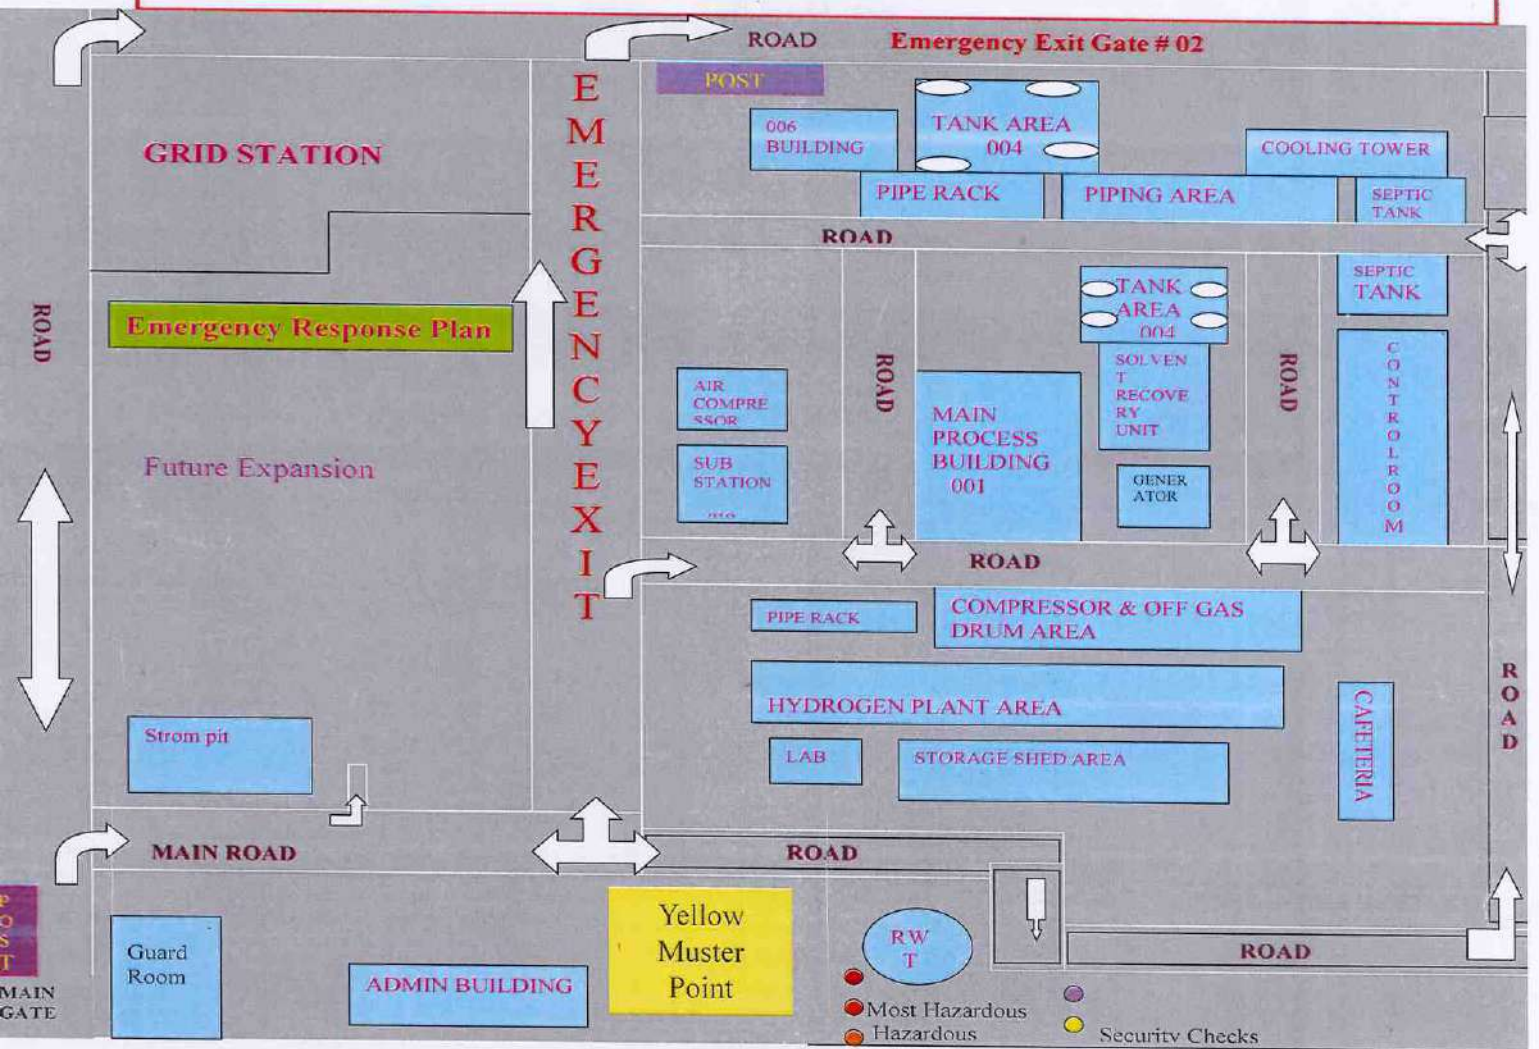 ROAD
Emergency Exit Gate # 02
POST
EMERGENCYEXIT
GRID STATION
006
BUILDING
TANK AREA
004
COOLING TOWER
PIPE RACK
PIPING AREA
SEPTIC
TANK
ROAD
ROAD
Emergency Response Plan
Future Expansion
TANK
AREA
004
SEPTIC
TANK
AIR
COMPRE
SSOR
SUB
STATION
ROAD
MAIN
PROCESS
BUILDING
001
SOLVEN
T
RECOVE
RY
UNIT
GENER
ATOR
ROAD
CONTROLROOM
ROAD
PIPE RACK
COMPRESSOR & OFF GAS
DRUM AREA
HYDROGEN PLANT AREA
LAB
STORAGE SHED AREA
CAFETERIA
ROAD
Strom pit
MAIN ROAD
ROAD
POST
MAIN
GATE
Guard
Room
ADMIN BUILDING
Yellow
Muster
Point
RW
T
ROAD
Most Hazardous
Hazardous
Security Checks